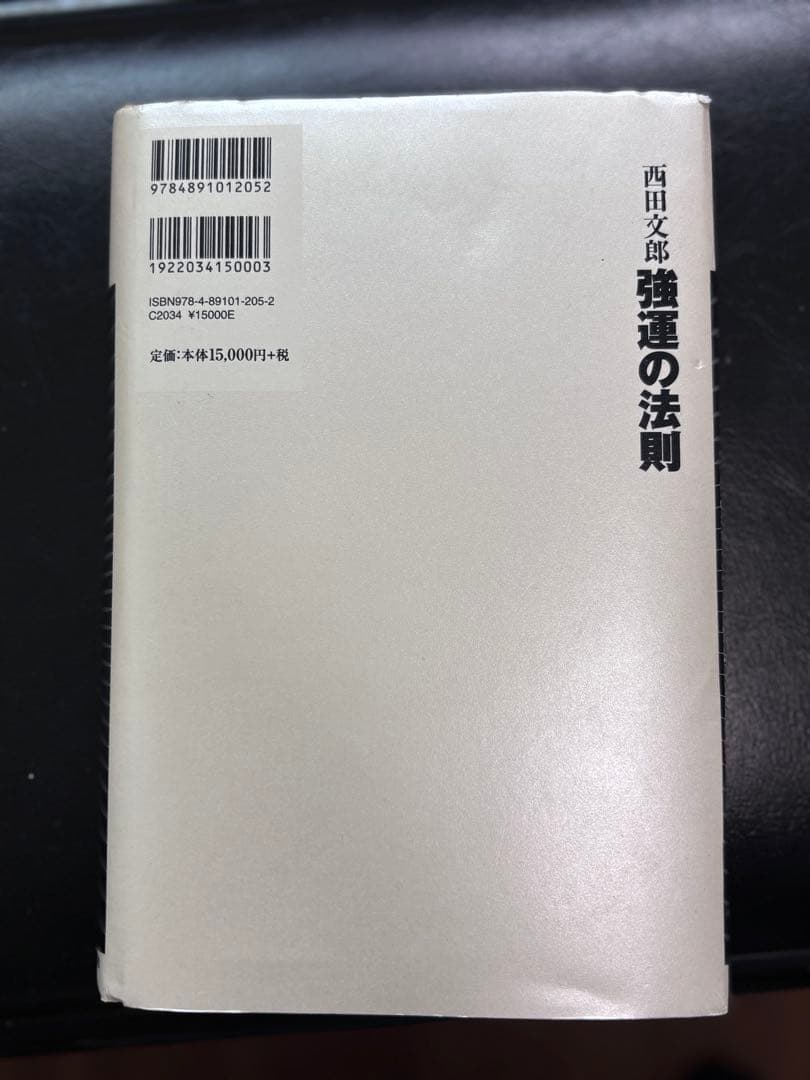 9784891012052
1922034150003
ISBN978-4-89101-205-2
C2034 ¥15000E
定価:本体15,000円+税
西田文郎 強運の法則